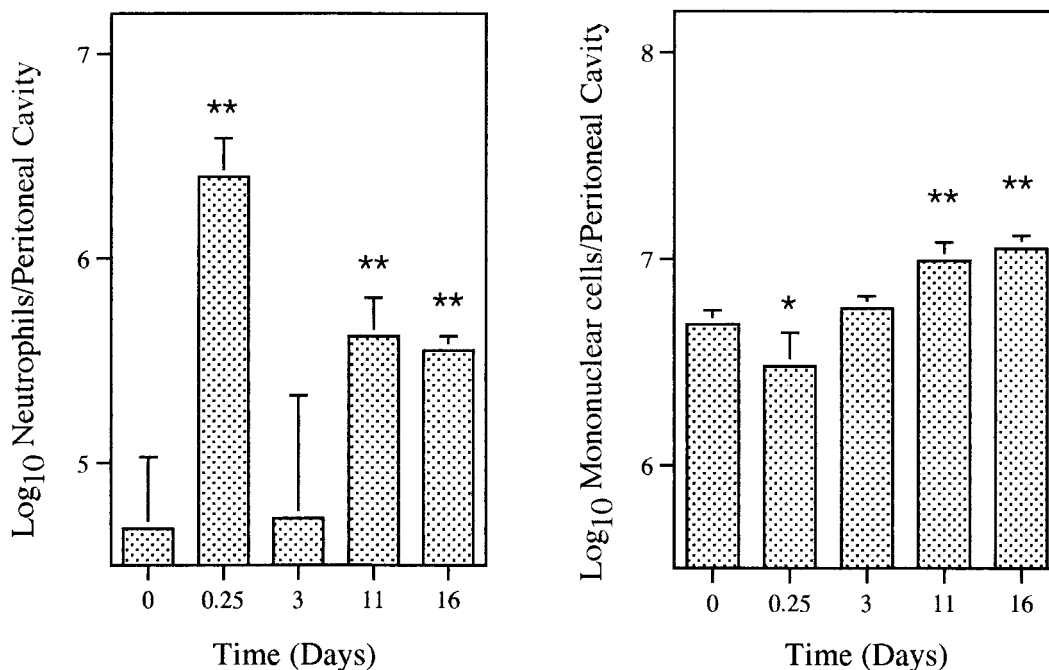 Log10 Neutrophils/Peritoneal Cavity
7
6
5
**
**
**
0 0.25 3 11 16
Time (Days)
Log10 Mononuclear cells/Peritoneal Cavity
8
7
6
*
**
**
0 0.25 3 11 16
Time (Days)